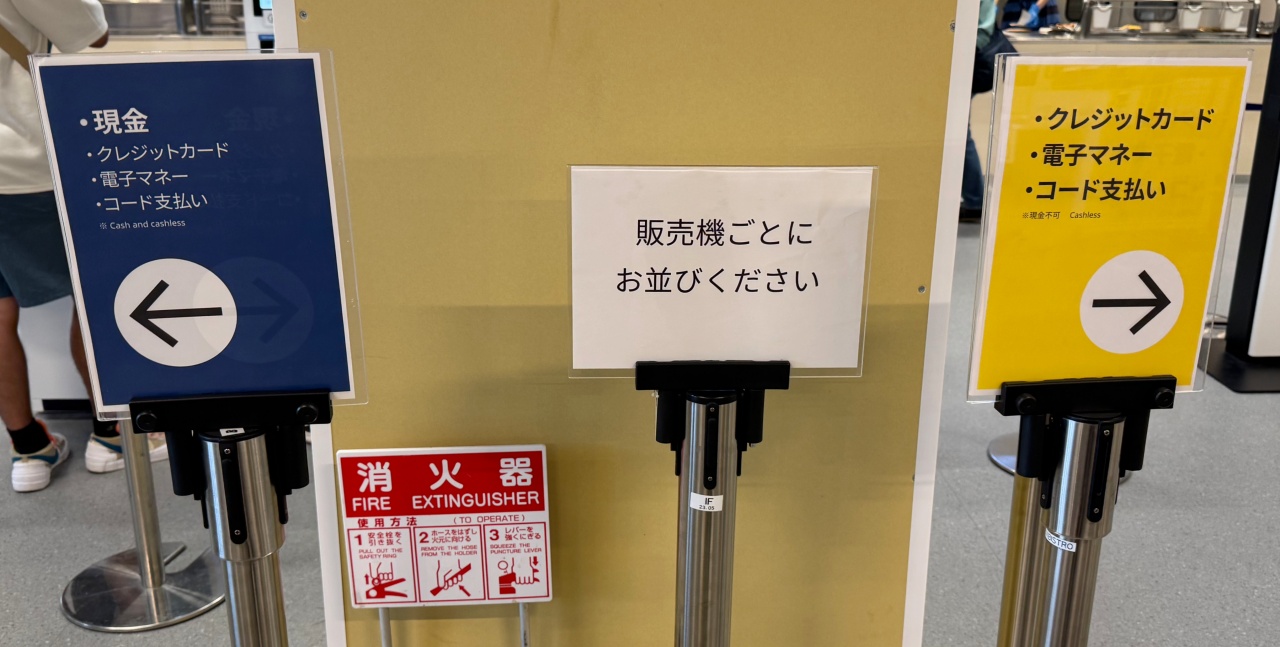 ・現金
・クレジットカード
・電子マネー
・コード支払い
※ Cash and cashless
販売機ごとに
お並びください
・クレジットカード
・電子マネー
・コード支払い
※現金不可 Cashless
消火器
FIRE EXTINGUISHER
使用方法 (TO OPERATE)
1 安全栓を
引き抜く
PULL OUT THE
SAFETY RING
2 ホースをはずし
火元に向ける
REMOVE THE HOSE
FROM THE HOLDER
3 レバーを
強くにぎる
SQUEEZE THE
PUNCTURE LEVER
IF
23.05